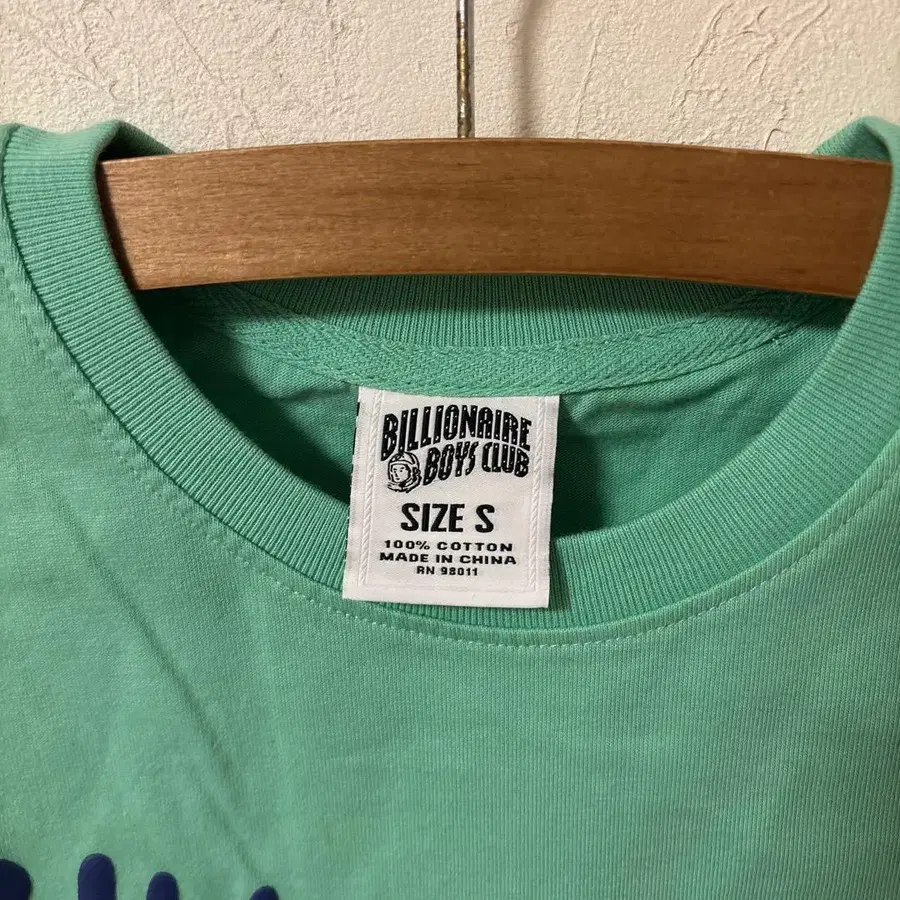 BILLIONAIRE
BOYS CLUB
SIZE S
100% COTTON
MADE IN CHINA
RN 98011